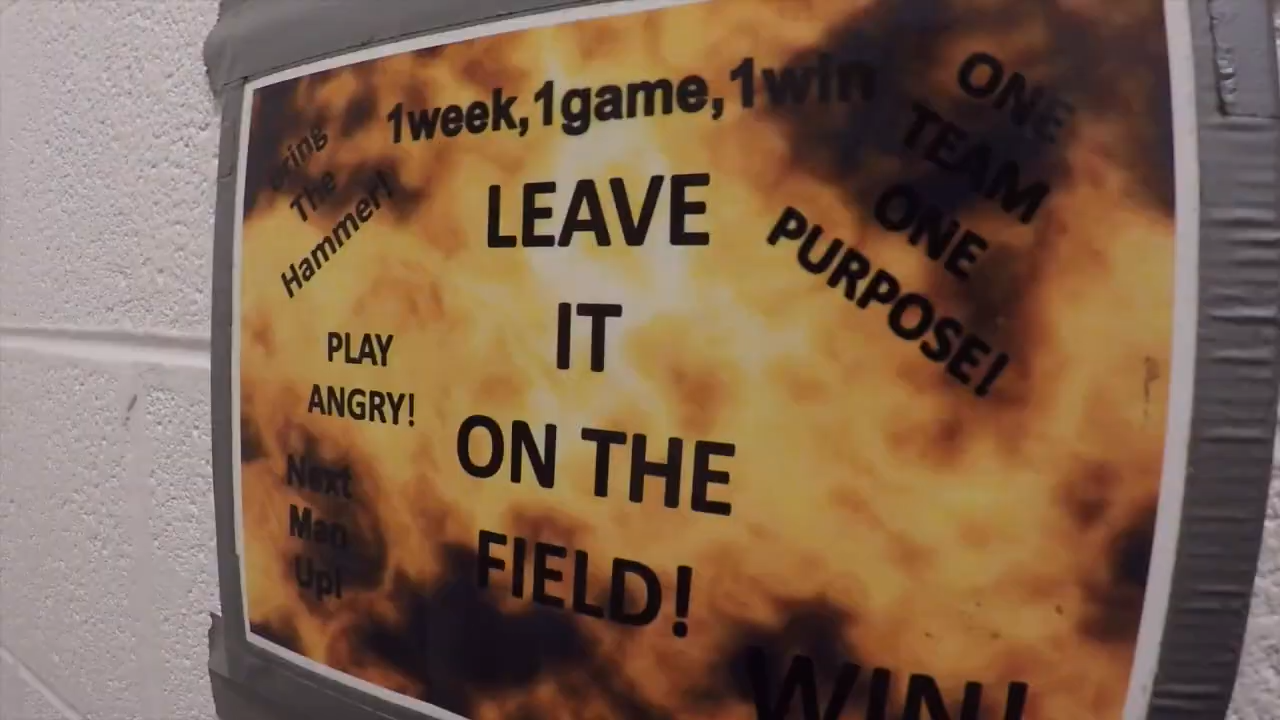 1week,1game,1win
Bring
The
Hammer!
LEAVE
IT
ON THE
FIELD!
ONE
TEAM
ONE
PURPOSE!
PLAY
ANGRY!
Next
Man
Up!
WIN!